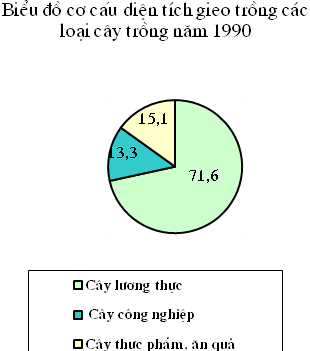 Biểu đồ cơ cấu diện tích gieo trồng các
loại cây trồng năm 1990
15,1
13,3
71,6
Cây lương thực
Cây công nghiệp
Cây thực phẩm, ăn quả